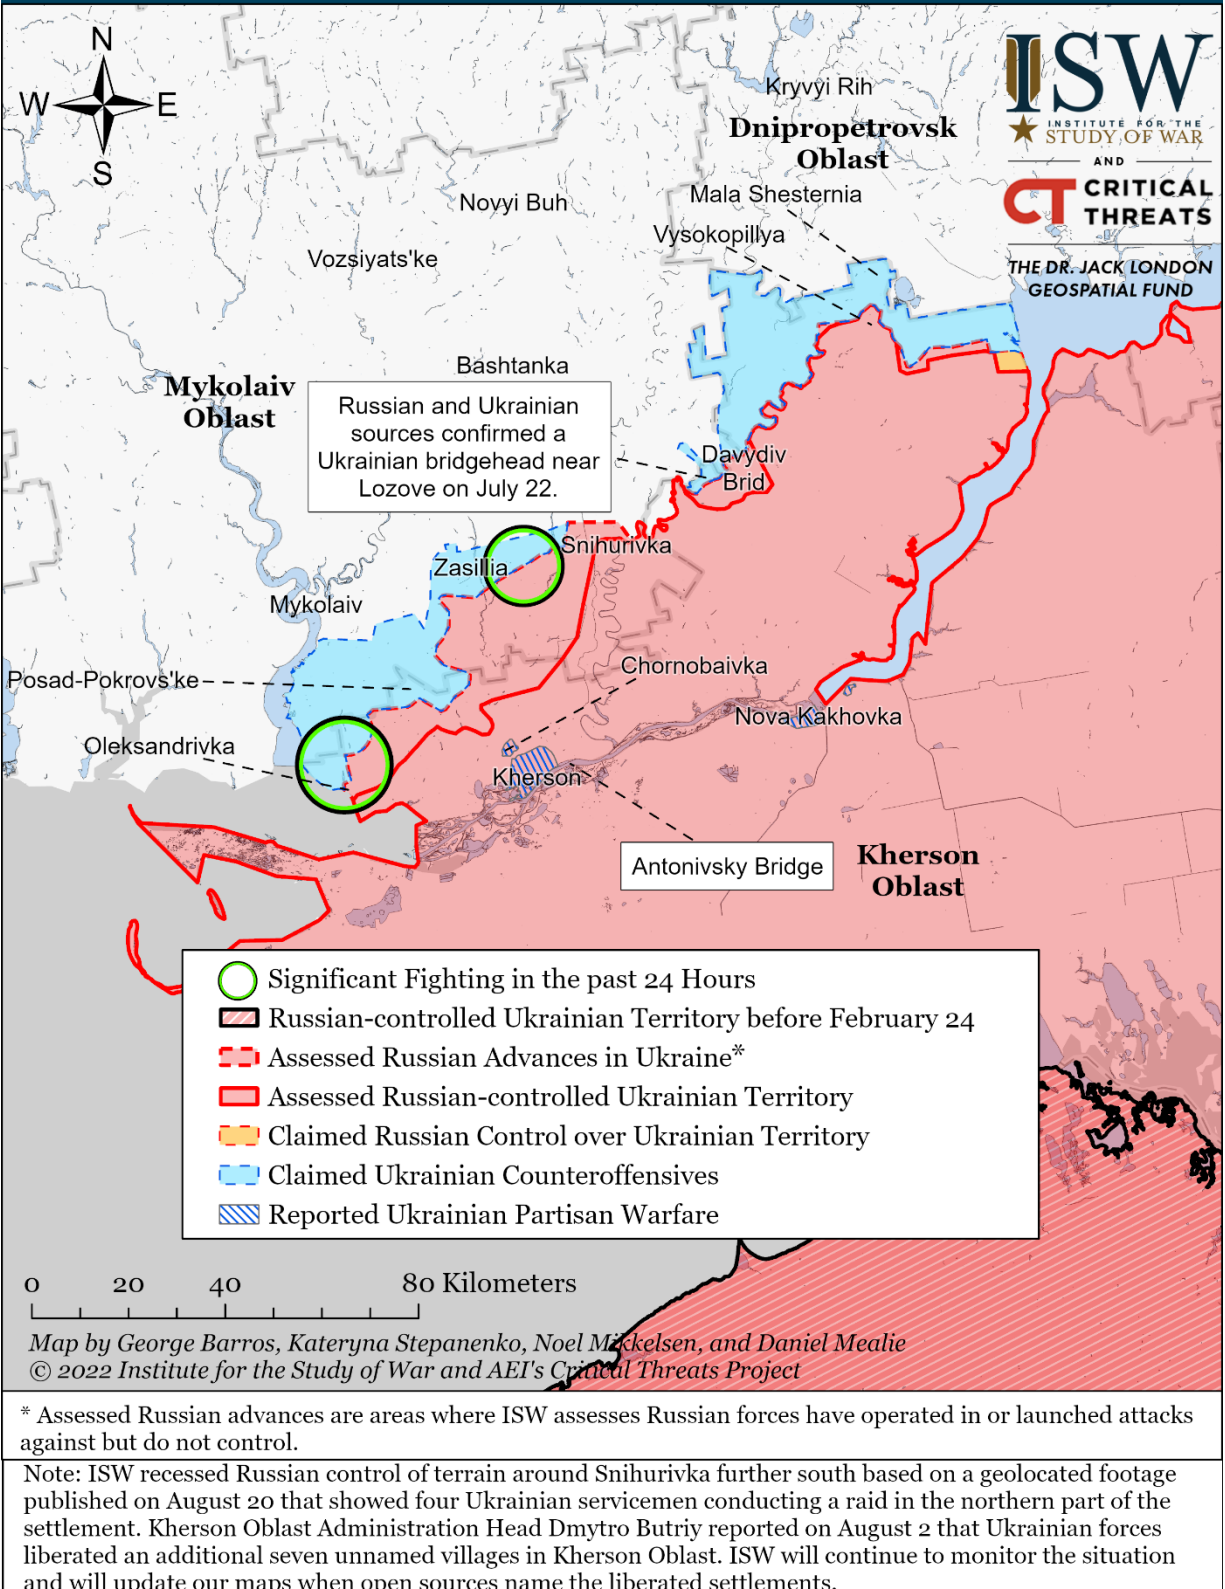 N
W
E
S
ISW
INSTITUTE FOR THE
STUDY OF WAR
AND
CT CRITICAL
THREATS
THE DR. JACK LONDON
GEOSPATIAL FUND
Kryvyi Rih
Dnipropetrovsk
Oblast
Mala Shesternia
Novyi Buh
Vysokopillya
Vozsiyats'ke
Bashtanka
Mykolaiv
Oblast
Russian and Ukrainian
sources confirmed a
Ukrainian bridgehead near
Lozove on July 22.
Davydiv
Brid
Snihurivka
Zasillia
Mykolaiv
Chornobaivka
Posad-Pokrovs'ke
Nova Kakhovka
Oleksandrivka
Kherson
Antonivsky Bridge
Kherson
Oblast
Significant Fighting in the past 24 Hours
Russian-controlled Ukrainian Territory before February 24
Assessed Russian Advances in Ukraine*
Assessed Russian-controlled Ukrainian Territory
Claimed Russian Control over Ukrainian Territory
Claimed Ukrainian Counteroffensives
Reported Ukrainian Partisan Warfare
0 20 40 80 Kilometers
Map by George Barros, Kateryna Stepanenko, Noel Mikkelsen, and Daniel Mealie
© 2022 Institute for the Study of War and AEI's Critical Threats Project
* Assessed Russian advances are areas where ISW assesses Russian forces have operated in or launched attacks
against but do not control.
Note: ISW recessed Russian control of terrain around Snihurivka further south based on a geolocated footage
published on August 20 that showed four Ukrainian servicemen conducting a raid in the northern part of the
settlement. Kherson Oblast Administration Head Dmytro Butriy reported on August 2 that Ukrainian forces
liberated an additional seven unnamed villages in Kherson Oblast. ISW will continue to monitor the situation
and will update our maps when open sources name the liberated settlements.